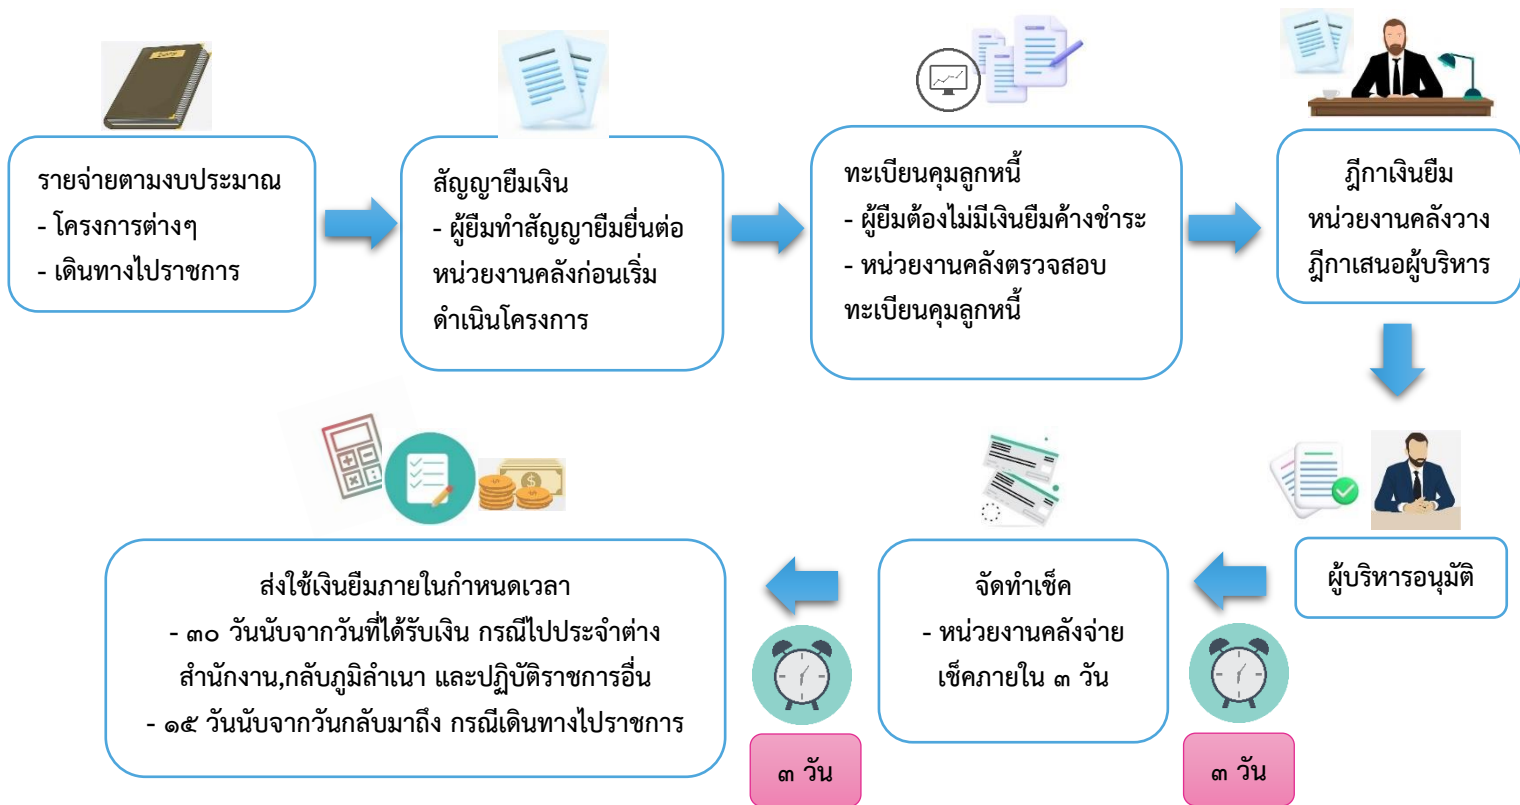 รายจ่ายตามงบประมาณ
- โครงการต่างๆ
- เดินทางไปราชการ
สัญญายืมเงิน
- ผู้ยืมทำสัญญายืมยื่นต่อ
หน่วยงานคลังก่อนเริ่ม
ดำเนินโครงการ
ทะเบียนคุมลูกหนี้
- ผู้ยืมต้องไม่มีเงินยืมค้างชำระ
- หน่วยงานคลังตรวจสอบ
ทะเบียนคุมลูกหนี้
ฎีกาเงินยืม
หน่วยงานคลังวาง
ฎีกาเสนอผู้บริหาร
ผู้บริหารอนุมัติ
จัดทำเช็ค
- หน่วยงานคลังจ่าย
เช็คภายใน ๓ วัน
๓ วัน
ส่งใช้เงินยืมภายในกำหนดเวลา
- ๓๐ วันนับจากวันที่ได้รับเงิน กรณีไปประจำต่าง
สำนักงาน,กลับภูมิลำเนา และปฏิบัติราชการอื่น
- ๑๕ วันนับจากวันกลับมาถึง กรณีเดินทางไปราชการ
๓ วัน